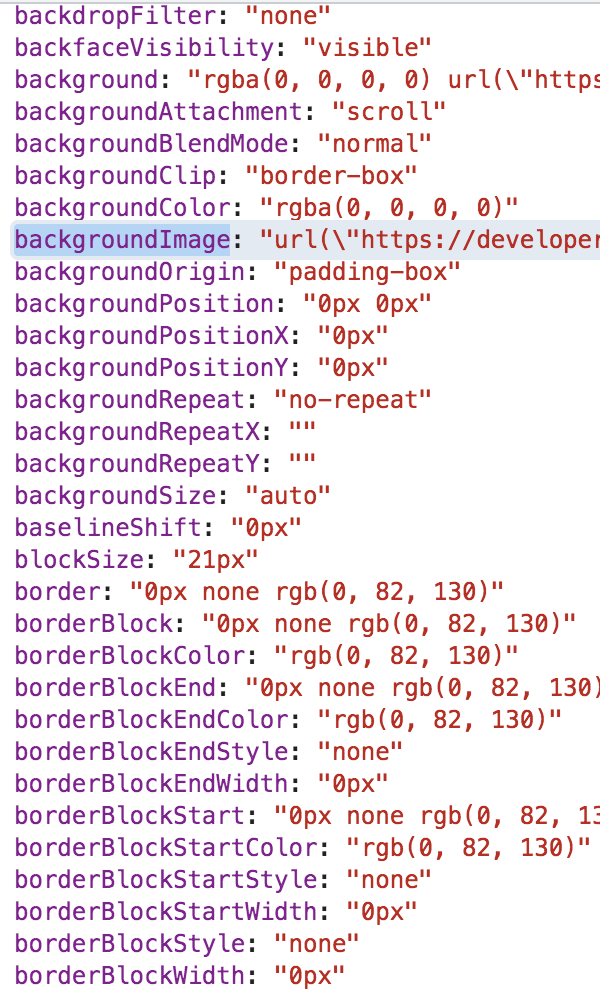 backdropFilter: "none"
backfaceVisibility: "visible"
background: "rgba(0, 0, 0, 0) url(\"https
backgroundAttachment: "scroll"
backgroundBlendMode: "normal"
backgroundClip: "border-box"
backgroundColor: "rgba(0, 0, 0, 0)"
backgroundImage: "url(\"https://developer
backgroundOrigin: "padding-box"
backgroundPosition: "0px 0px"
backgroundPositionX: "0px"
backgroundPositionY: "0px"
backgroundRepeat: "no-repeat"
backgroundRepeatX: ""
backgroundRepeatY: ""
backgroundSize: "auto"
baselineShift: "0px"
blockSize: "21px"
border: "0px none rgb(0, 82, 130)"
borderBlock: "0px none rgb(0, 82, 130)"
borderBlockColor: "rgb(0, 82, 130)"
borderBlockEnd: "0px none rgb(0, 82, 130)
borderBlockEndColor: "rgb(0, 82, 130)"
borderBlockEndStyle: "none"
borderBlockEndWidth: "0px"
borderBlockStart: "0px none rgb(0, 82, 13
borderBlockStartColor: "rgb(0, 82, 130)"
borderBlockStartStyle: "none"
borderBlockStartWidth: "0px"
borderBlockStyle: "none"
borderBlockWidth: "0px"